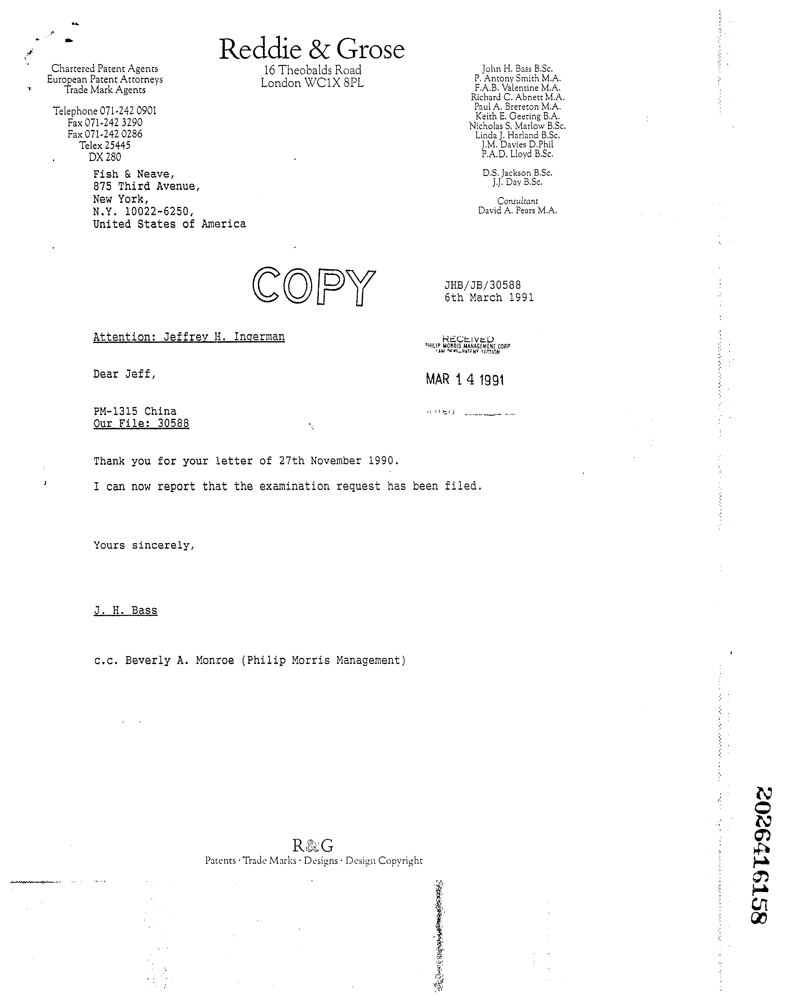 Reddie & Grose
16 Theobalds Road
London WC1X 8PL
Chartered Patent Agents
European Patent Attorneys
Trade Mark Agents
Telephone 071-242 0901
Fax 071-242 3290
Fax 071-242 0286
Telex 25445
DX 280
John H. Bass B.Sc.
P. Antony Smith M.A.
F.A.B. Valentine M.A.
Richard C. Abnett M.A.
Paul A. Brereton M.A.
Keith E. Geering B.A.
Nicholas S. Marlow B.Sc.
Linda J. Harland B.Sc.
J.M. Davies D.Phil
P.A.D. Lloyd B.Sc.
D.S. Jackson B.Sc.
J.J. Day B.Sc.
Consultant
David A. Pears M.A.
Fish & Neave,
875 Third Avenue,
New York,
N.Y. 10022-6250,
United States of America
COPY
JHB/JB/30588
6th March 1991
Attention: Jeffrey H. Ingerman
RECEIVED
PHILIP MORRIS MANAGEMENT CORP
Dear Jeff,
MAR 14 1991
PM-1315 China
Our File: 30588
Thank you for your letter of 27th November 1990.
I can now report that the examination request has been filed.
Yours sincerely,
J. H. Bass
c.c. Beverly A. Monroe (Philip Morris Management)
R&G
Patents · Trade Marks · Designs · Design Copyright
2026416158